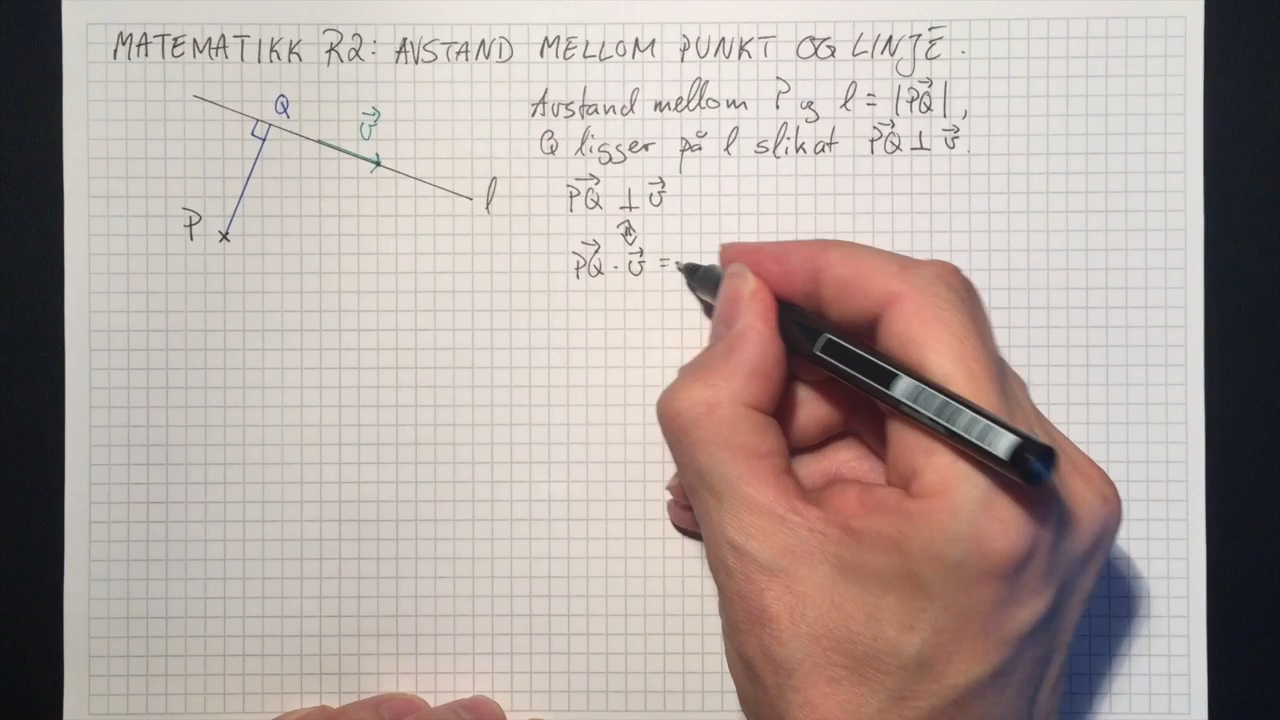 MATEMATIKK R2: AVSTAND MELLOM PUNKT OG LINJE.
Q
v⃗
l
P
Avstand mellom P og l = |PQ⃗|,
Q ligger på l slik at PQ⃗ ⊥ v⃗.
PQ⃗ ⊥ v⃗
⇕
PQ⃗ · v⃗ =